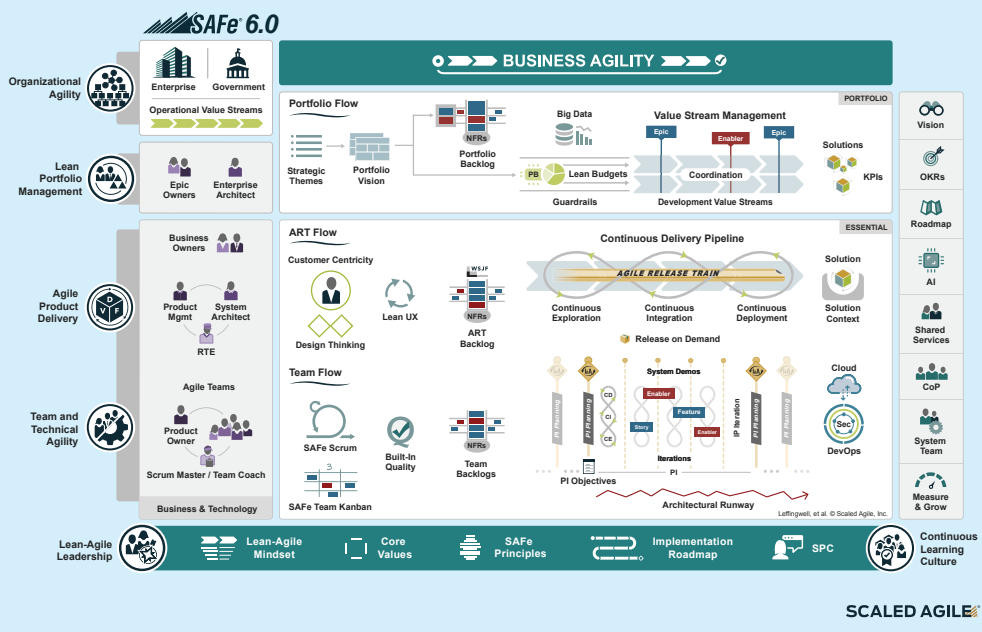 SAFe® 6.0
Organizational
Agility
Enterprise
Government
Operational Value Streams
BUSINESS AGILITY
Lean
Portfolio
Management
Epic
Owners
Enterprise
Architect
PORTFOLIO
Portfolio Flow
Strategic
Themes
Portfolio
Vision
NFRs
Portfolio
Backlog
Big Data
PB
Lean Budgets
Guardrails
Value Stream Management
Epic
Enabler
Epic
Coordination
Development Value Streams
Solutions
KPIs
Vision
OKRs
Roadmap
AI
Shared
Services
CoP
System
Team
Measure
& Grow
Agile
Product
Delivery
D
V
F
Business
Owners
Product
Mgmt
System
Architect
RTE
Team and
Technical
Agility
Agile Teams
Product
Owner
Scrum Master / Team Coach
Business & Technology
ESSENTIAL
ART Flow
Customer Centricity
Design Thinking
Lean UX
WSJF
NFRs
ART
Backlog
Continuous Delivery Pipeline
AGILE RELEASE TRAIN
Continuous
Exploration
Continuous
Integration
Continuous
Deployment
Release on Demand
Solution
Solution
Context
Team Flow
SAFe Scrum
3
SAFe Team Kanban
Built-In
Quality
NFRs
Team
Backlogs
PI Planning
PI Planning
CD
CI
CE
System Demos
Enabler
Feature
Story
Enabler
Iterations
IP Iteration
PI Planning
PI Planning
PI
PI Objectives
Architectural Runway
Cloud
Sec
DevOps
Leffingwell, et al. © Scaled Agile, Inc.
Lean-Agile
Leadership
Lean-Agile
Mindset
Core
Values
SAFe
Principles
Implementation
Roadmap
SPC
Continuous
Learning
Culture
SCALED AGILE